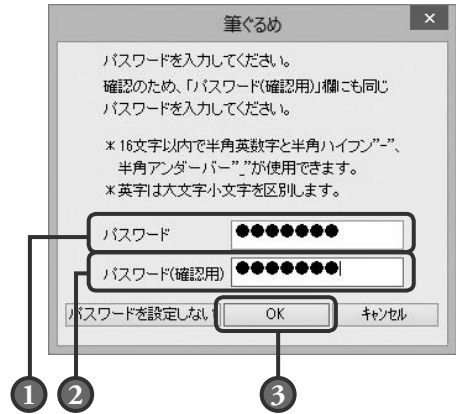 筆ぐるめ
×
パスワードを入力してください。
確認のため、「パスワード(確認用)」欄にも同じ
パスワードを入力してください。
＊16文字以内で半角英数字と半角ハイフン"-"、
半角アンダーバー"_"が使用できます。
＊英字は大文字小文字を区別します。
パスワード ●●●●●●●
パスワード(確認用) ●●●●●●●
パスワードを設定しない OK キャンセル
1 2 3